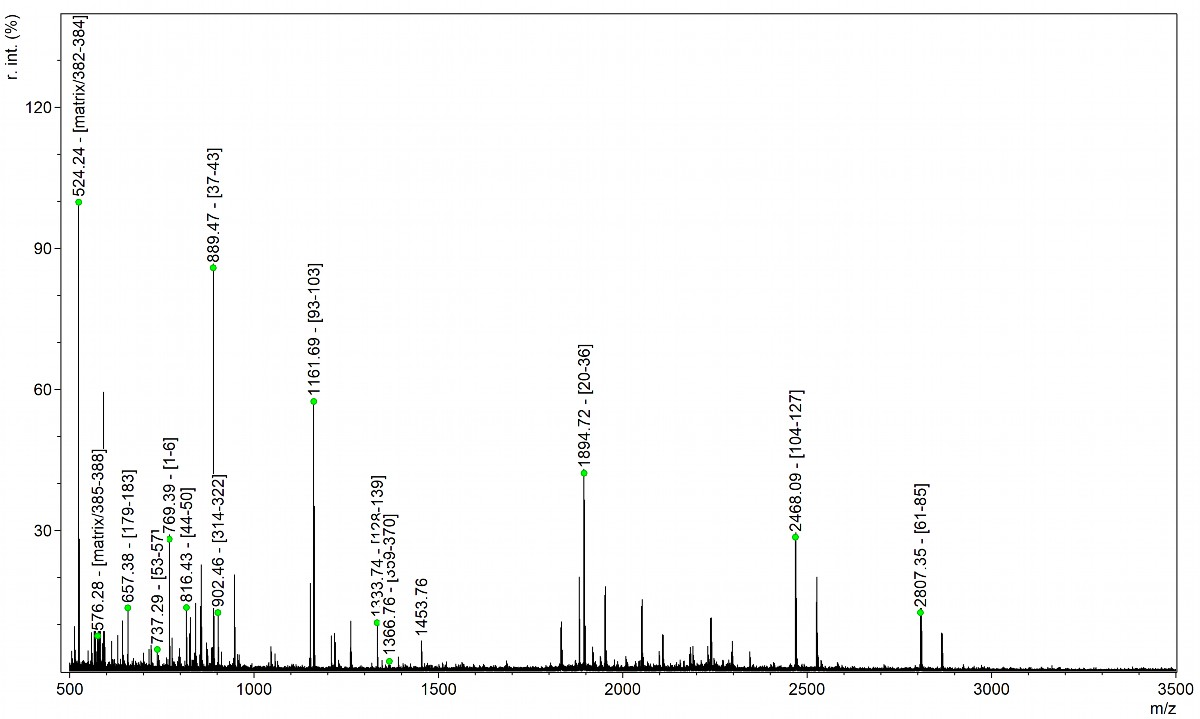 r. int. (%)
120
90
60
30
524.24 - [matrix/382-384]
576.28 - [matrix/385-388]
657.38 - [179-183]
737.29 - [53-57]
769.39 - [1-6]
816.43 - [44-50]
889.47 - [37-43]
902.46 - [314-322]
1161.69 - [93-103]
1333.74 - [128-139]
1366.76 - [359-370]
1453.76
1894.72 - [20-36]
2468.09 - [104-127]
2807.35 - [61-85]
500 1000 1500 2000 2500 3000 3500
m/z